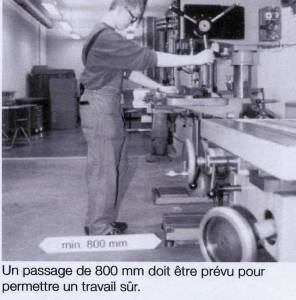 min. 800 mm
Un passage de 800 mm doit être prévu pour
permettre un travail sûr.